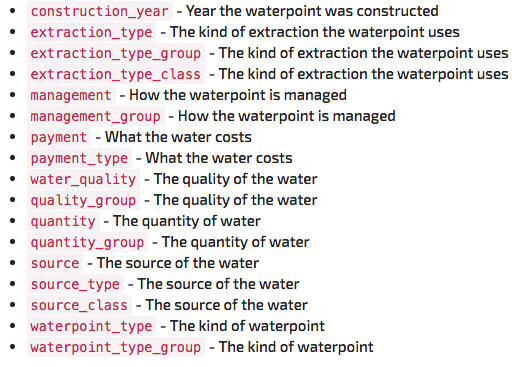 • construction_year - Year the waterpoint was constructed
• extraction_type - The kind of extraction the waterpoint uses
• extraction_type_group - The kind of extraction the waterpoint uses
• extraction_type_class - The kind of extraction the waterpoint uses
• management - How the waterpoint is managed
• management_group - How the waterpoint is managed
• payment - What the water costs
• payment_type - What the water costs
• water_quality - The quality of the water
• quality_group - The quality of the water
• quantity - The quantity of water
• quantity_group - The quantity of water
• source - The source of the water
• source_type - The source of the water
• source_class - The source of the water
• waterpoint_type - The kind of waterpoint
• waterpoint_type_group - The kind of waterpoint